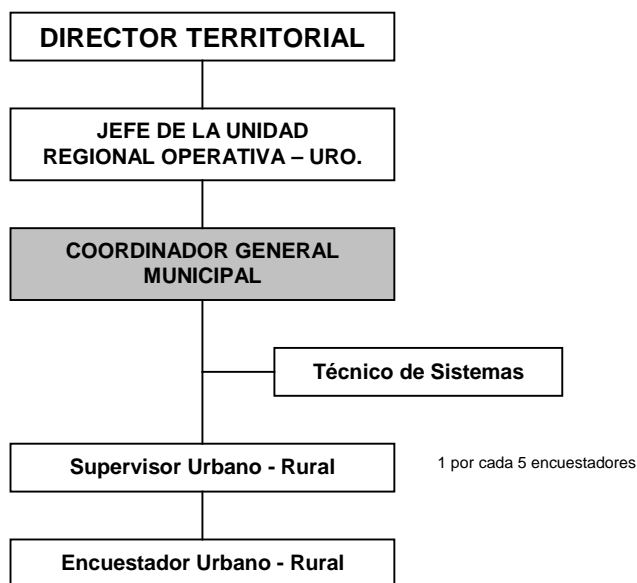 DIRECTOR TERRITORIAL
JEFE DE LA UNIDAD
REGIONAL OPERATIVA – URO.
COORDINADOR GENERAL
MUNICIPAL
Técnico de Sistemas
Supervisor Urbano - Rural
1 por cada 5 encuestadores
Encuestador Urbano - Rural